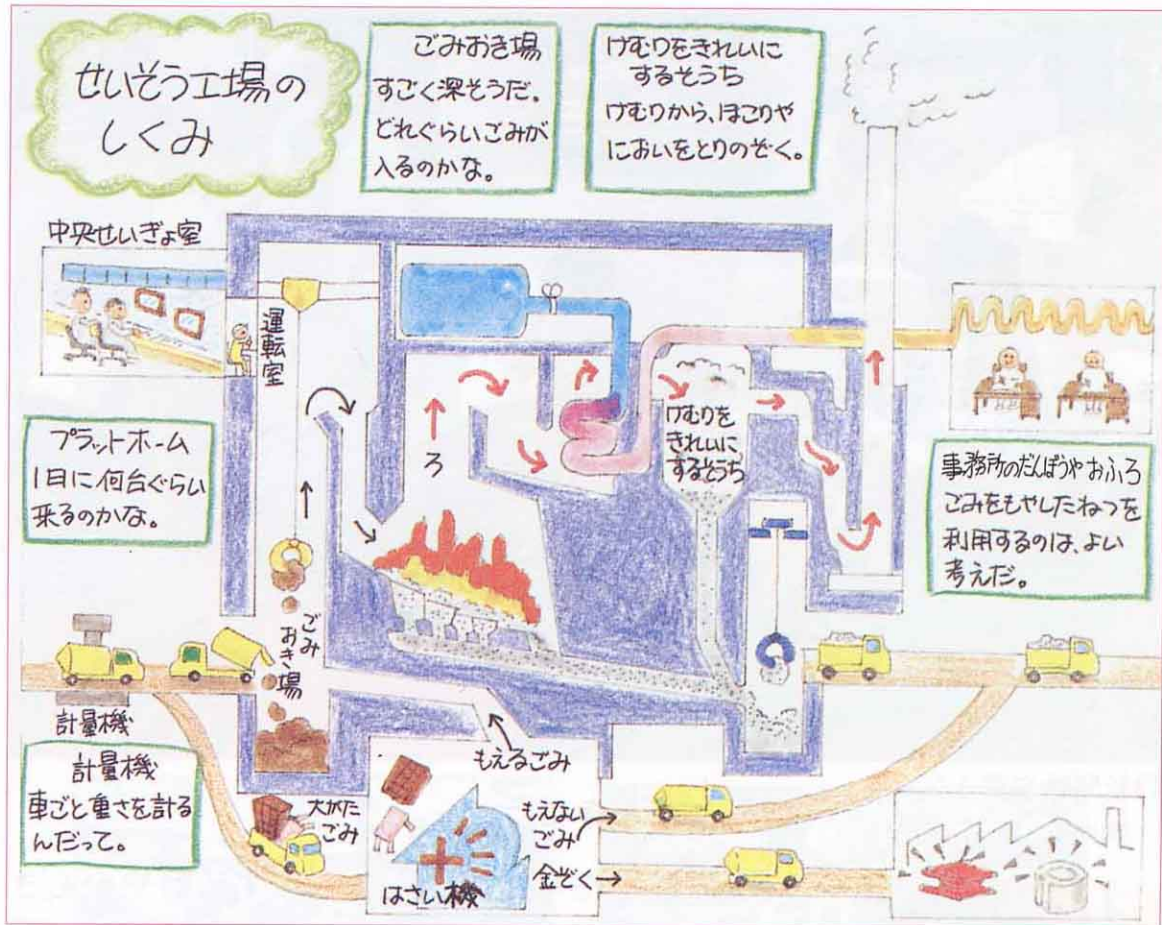 せいそう工場の
しくみ
ごみおき場
すごく深そうだ。
どれぐらいごみが
入るのかな。
けむりをきれいに
するそうち
けむりから、ほこりや
においをとりのぞく。
中央せいぎょ室
運転室
プラットホーム
1日に何台ぐらい
来るのかな。
ろ
けむりを
きれいに
するそうち
事務所のだんぼうやおふろ
ごみをもやしたねつを
利用するのは、よい
考えだ。
ごみ
おき場
計量機
計量機
車ごと重さを計る
んだって。
大がた
ごみ
もえるごみ
はさい機
もえない
ごみ
金ぞく